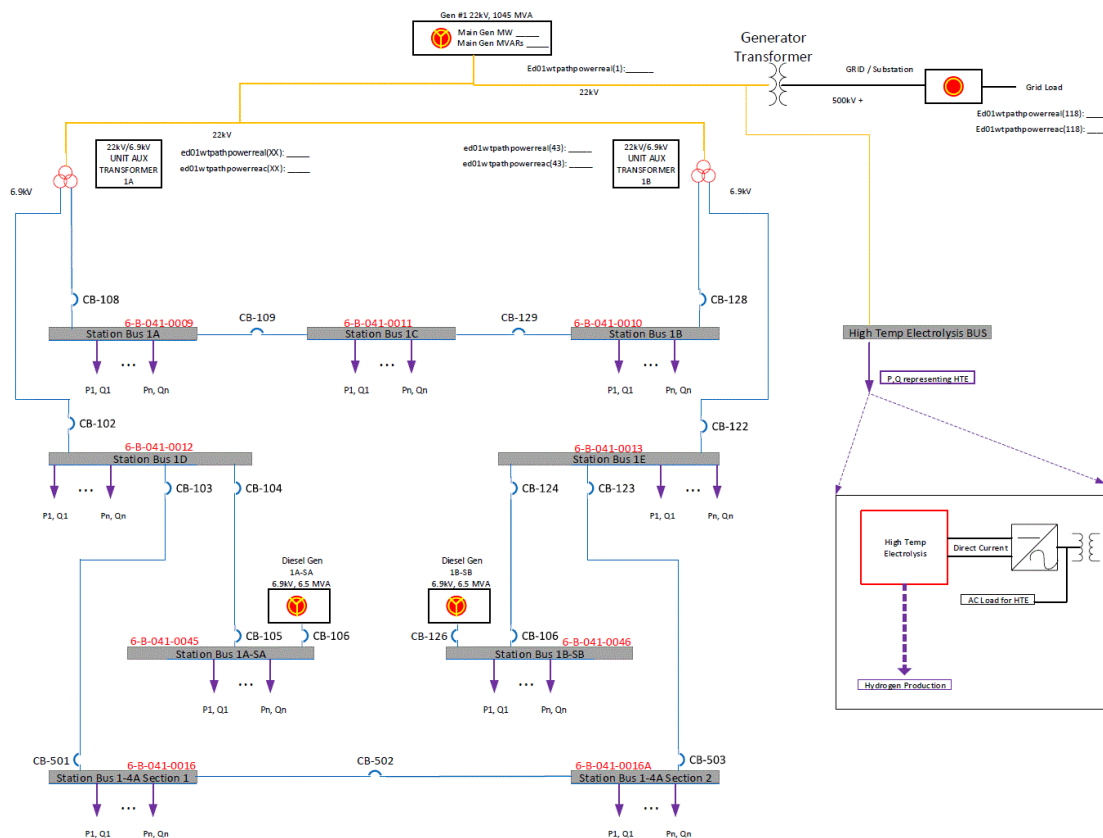 Gen #1 22kV, 1045 MVA
Main Gen MW _____
Main Gen MVARs _____
Generator
Transformer
Ed01wtpathpowerreal(1):______
22kV
GRID / Substation
500kV +
Grid Load
Ed01wtpathpowerreal(118): ____
Ed01wtpathpowerreac(118): ____
22kV
22kV/6.9kV
UNIT AUX
TRANSFORMER
1A
ed01wtpathpowerreal(XX): _____
ed01wtpathpowerreac(XX): _____
ed01wtpathpowerreal(43): _____
ed01wtpathpowerreac(43): _____
22kV/6.9kV
UNIT AUX
TRANSFORMER
1B
6.9kV
6.9kV
CB-108
CB-109
CB-129
CB-128
6-B-041-0009
Station Bus 1A
6-B-041-0011
Station Bus 1C
6-B-041-0010
Station Bus 1B
High Temp Electrolysis BUS
P1, Q1
...
Pn, Qn
P1, Q1
...
Pn, Qn
P1, Q1
...
Pn, Qn
P,Q representing HTE
CB-102
CB-122
6-B-041-0012
Station Bus 1D
6-B-041-0013
Station Bus 1E
CB-103
CB-104
CB-124
CB-123
P1, Q1
...
Pn, Qn
P1, Q1
...
Pn, Qn
High Temp
Electrolysis
Direct Current
AC Load for HTE
Hydrogen Production
Diesel Gen
1A-SA
6.9kV, 6.5 MVA
Diesel Gen
1B-SB
6.9kV, 6.5 MVA
CB-105
CB-106
CB-126
CB-106
6-B-041-0045
Station Bus 1A-SA
6-B-041-0046
Station Bus 1B-SB
P1, Q1
...
Pn, Qn
P1, Q1
...
Pn, Qn
CB-501
CB-502
CB-503
6-B-041-0016
Station Bus 1-4A Section 1
6-B-041-0016A
Station Bus 1-4A Section 2
P1, Q1
...
Pn, Qn
P1, Q1
...
Pn, Qn